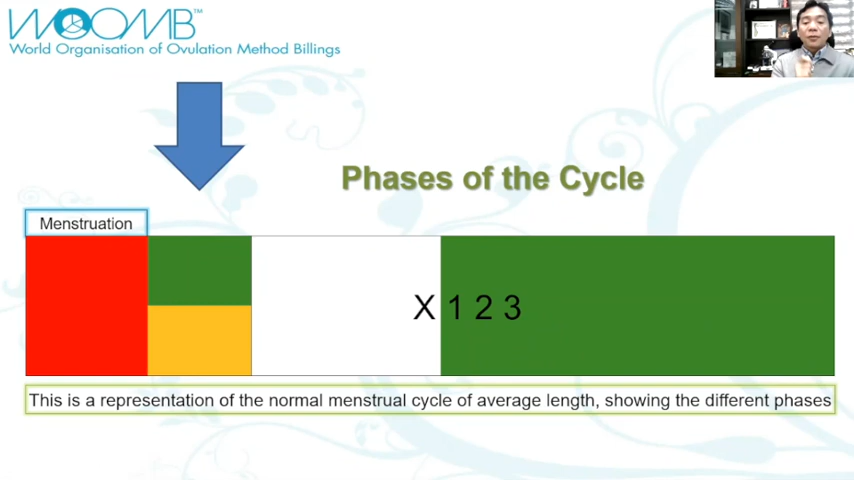 WOOMB™
World Organisation of Ovulation Method Billings
Phases of the Cycle
Menstruation
X 1 2 3
This is a representation of the normal menstrual cycle of average length, showing the different phases